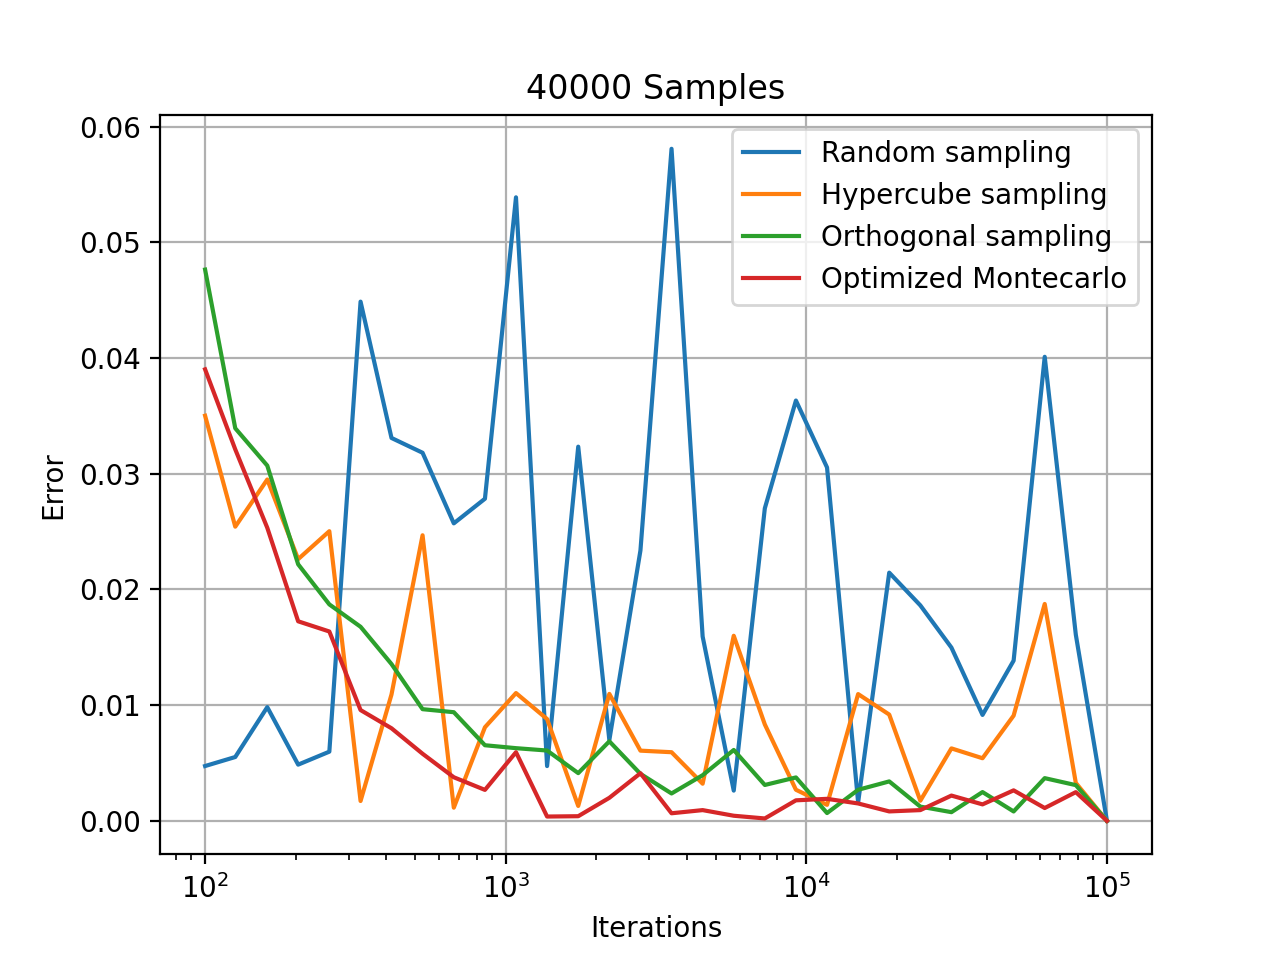 40000 Samples
Random sampling
Hypercube sampling
Orthogonal sampling
Optimized Montecarlo
0.06
0.05
0.04
0.03
0.02
0.01
0.00
Error
10² 10³ 10⁴ 10⁵
Iterations